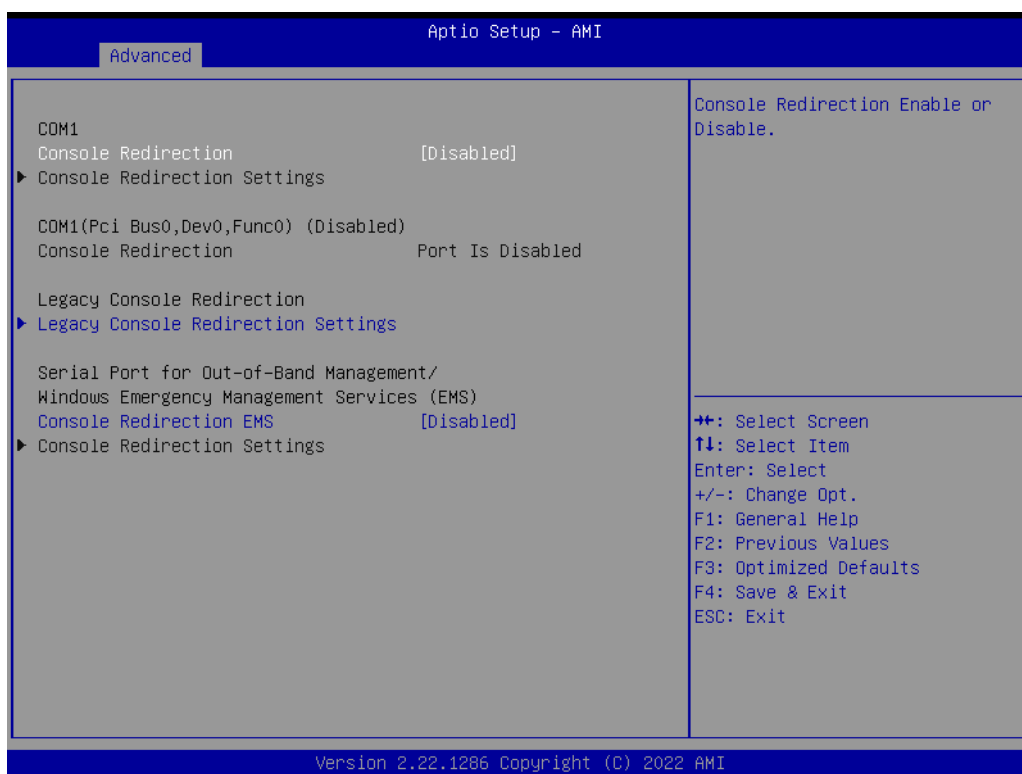 Aptio Setup – AMI
Advanced
COM1
Console Redirection [Disabled]
▶ Console Redirection Settings
COM1(Pci Bus0,Dev0,Func0) (Disabled)
Console Redirection Port Is Disabled
Legacy Console Redirection
▶ Legacy Console Redirection Settings
Serial Port for Out-of-Band Management/
Windows Emergency Management Services (EMS)
Console Redirection EMS [Disabled]
▶ Console Redirection Settings
Console Redirection Enable or
Disable.
→←: Select Screen
↑↓: Select Item
Enter: Select
+/-: Change Opt.
F1: General Help
F2: Previous Values
F3: Optimized Defaults
F4: Save & Exit
ESC: Exit
Version 2.22.1286 Copyright (C) 2022 AMI